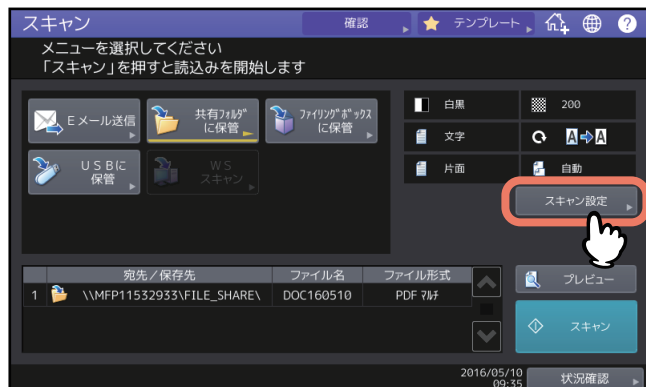 スキャン
確認
テンプレート
メニューを選択してください
「スキャン」を押すと読込みを開始します
Eメール送信
共有ﾌｫﾙﾀﾞ
に保管
ﾌｧｲﾘﾝｸﾞﾎﾞｯｸｽ
に保管
USBに
保管
WS
スキャン
白黒
200
文字
A A
片面
自動
スキャン設定
宛先／保存先 ファイル名 ファイル形式
1 \\MFP11532933\FILE_SHARE\ DOC160510 PDF ﾏﾙﾁ
プレビュー
スキャン
2016/05/10
09:35
状況確認